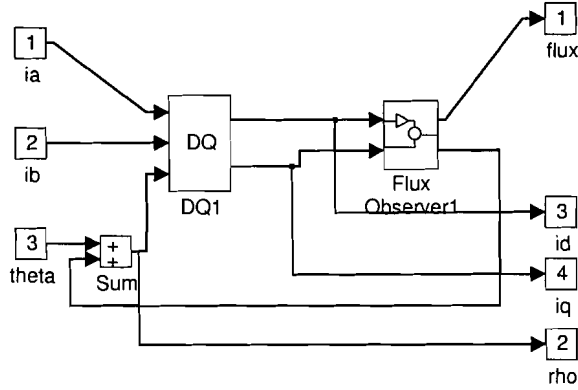 1
flux
1
ia
DQ
DQ1
2
ib
Flux
Observer1
3
id
3
theta
+
+
Sum
4
iq
2
rho